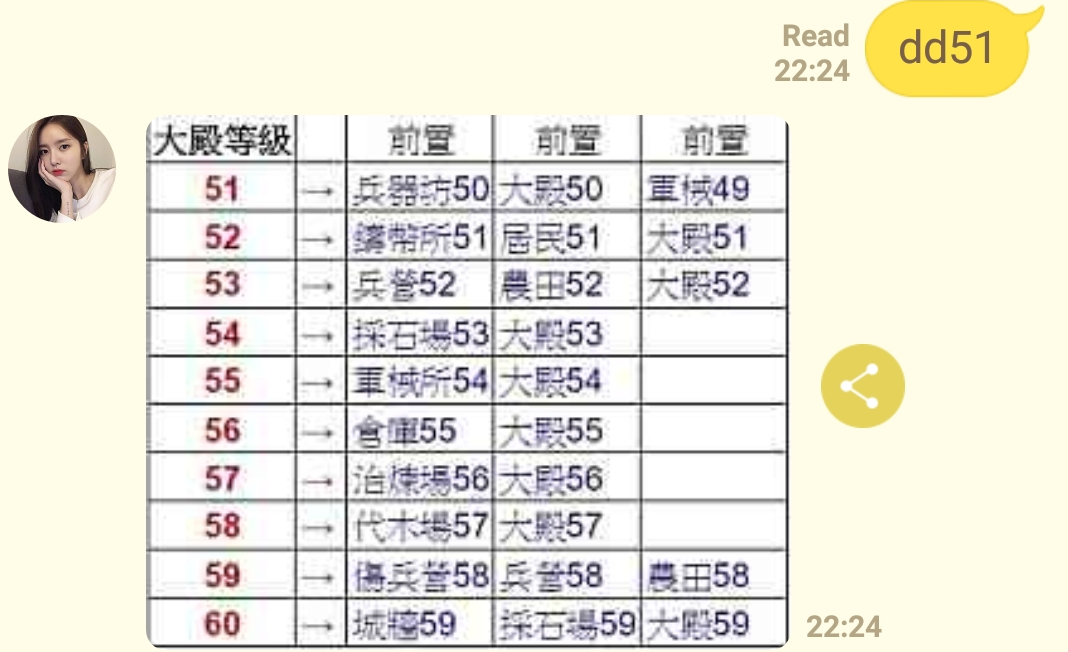 Read
22:24
dd51
大殿等級 前置 前置 前置
51 → 兵器坊50 大殿50 軍械49
52 → 鑄幣所51 居民51 大殿51
53 → 兵營52 農田52 大殿52
54 → 採石場53 大殿53
55 → 軍械所54 大殿54
56 → 倉庫55 大殿55
57 → 治煉場56 大殿56
58 → 代木場57 大殿57
59 → 傷兵營58 兵營58 農田58
60 → 城牆59 採石場59 大殿59
22:24